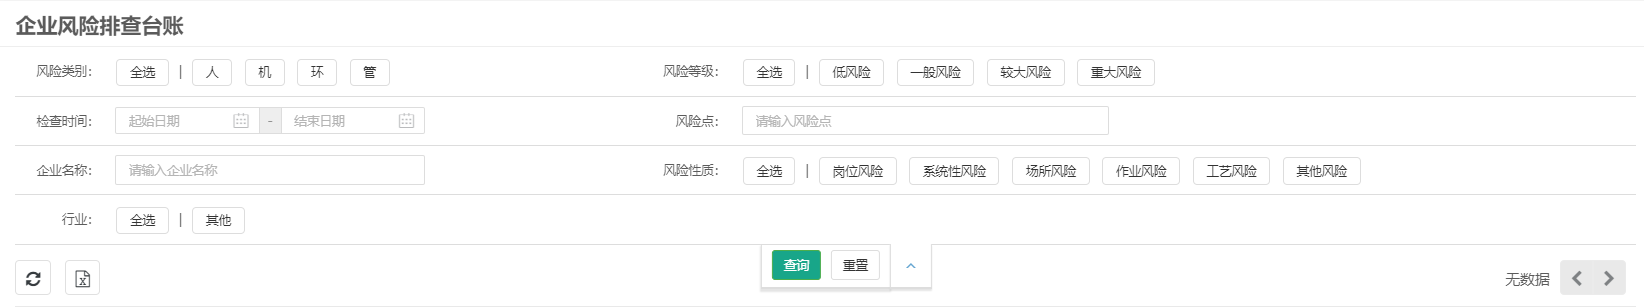 企业风险排查台账
风险类别： 全选 | 人 机 环 管 风险等级： 全选 | 低风险 一般风险 较大风险 重大风险
检查时间： 起始日期 - 结束日期 风险点： 请输入风险点
企业名称： 请输入企业名称 风险性质： 全选 | 岗位风险 系统性风险 场所风险 作业风险 工艺风险 其他风险
行业： 全选 | 其他
查询 重置
无数据